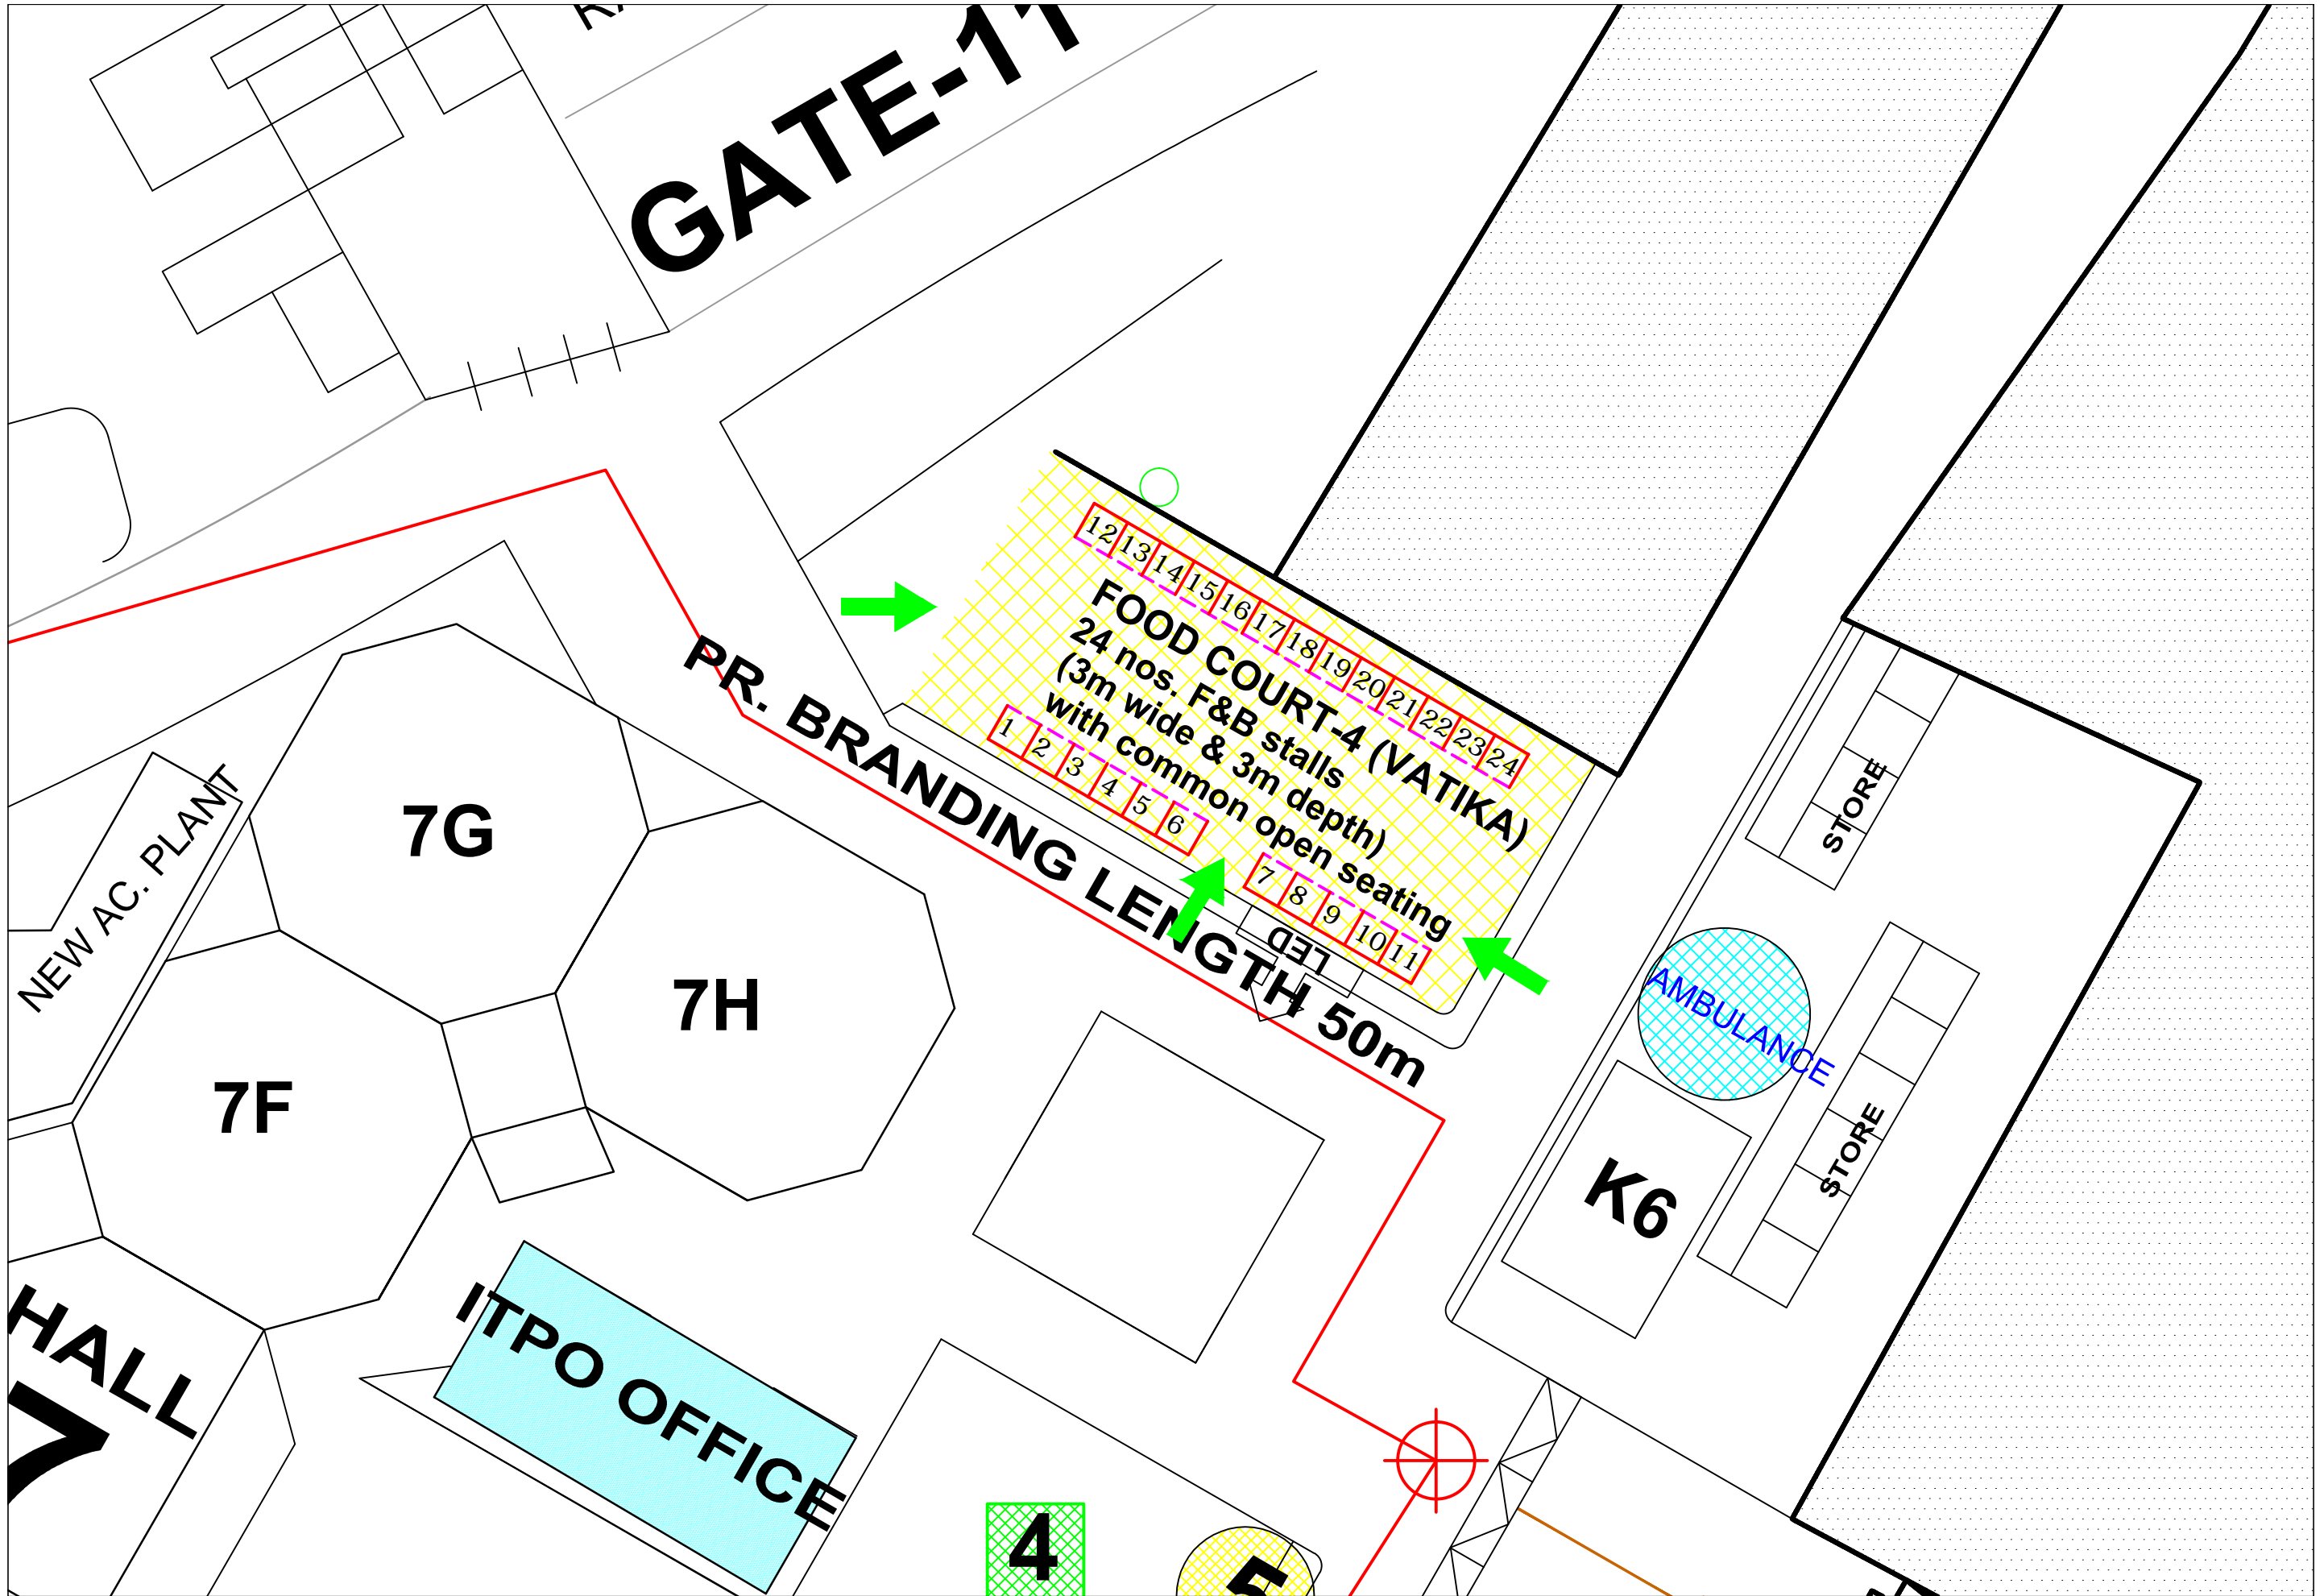 GATE-11
12 13 14 15 16 17 18 19 20 21 22 23 24
FOOD COURT-4 (VATIKA)
24 nos. F&B stalls
(3m wide & 3m depth)
with common open seating
1 2 3 4 5 6
7 8 9 10 11
LED
PR. BRANDING LENGTH 50m
STORE
7G
NEW AC. PLANT
7H
7F
AMBULANCE
STORE
K6
HALL
7
ITPO OFFICE
4
5